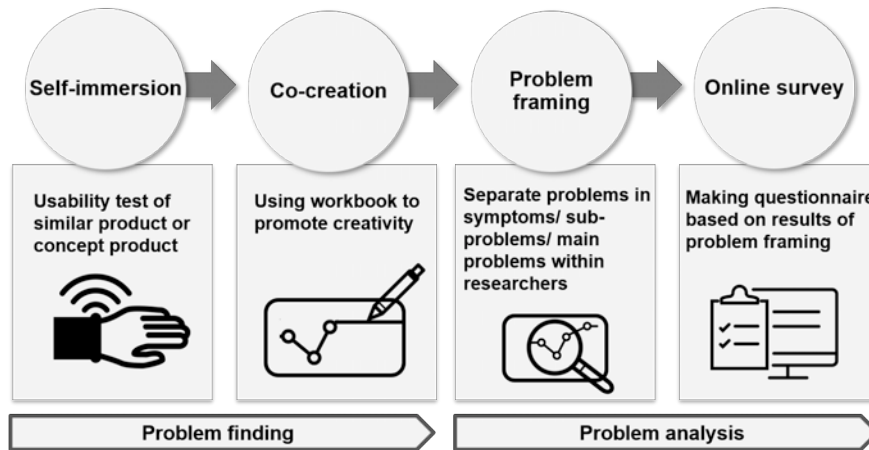 Self-immersion
Co-creation
Problem
framing
Online survey
Usability test of
similar product or
concept product
Using workbook to
promote creativity
Separate problems in
symptoms/ sub-
problems/ main
problems within
researchers
Making questionnaire
based on results of
problem framing
Problem finding
Problem analysis